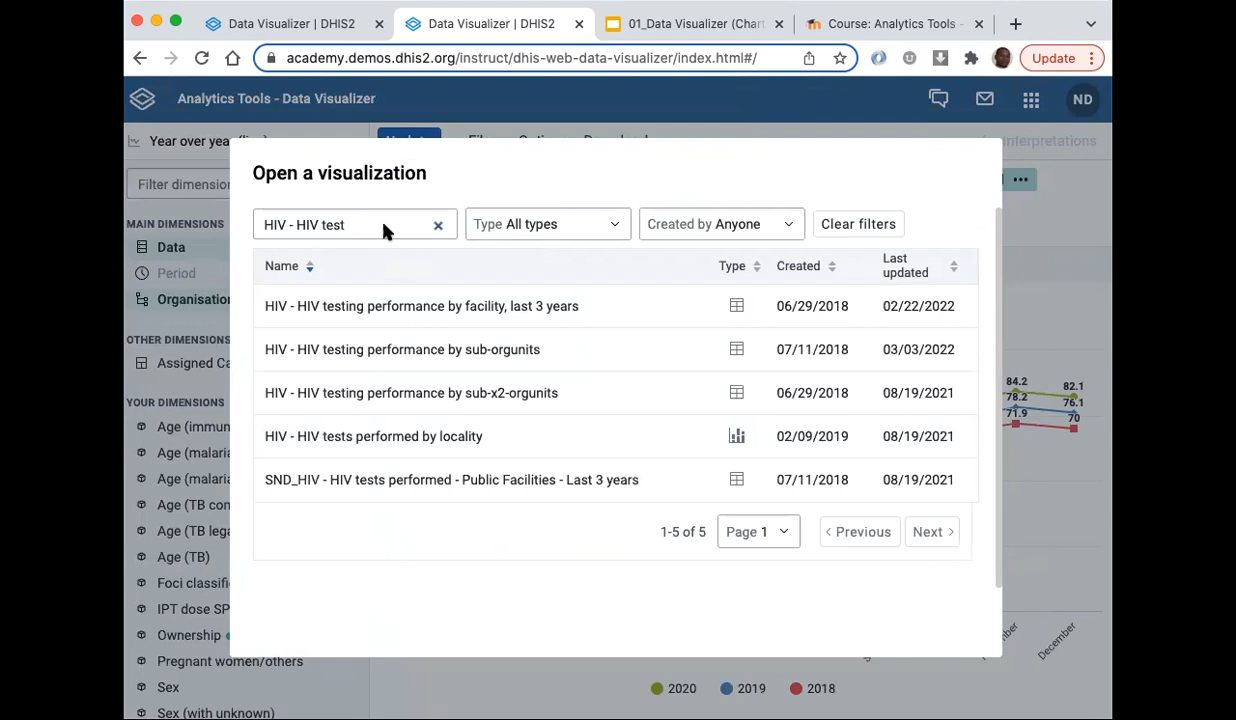 Data Visualizer | DHIS2
Data Visualizer | DHIS2
01_Data Visualizer (Chart
Course: Analytics Tools -
academy.demos.dhis2.org/instruct/dhis-web-data-visualizer/index.html#/
Update
Analytics Tools - Data Visualizer
ND
Year over year
Interpretations
Open a visualization
Filter dimension
HIV - HIV test
Type All types
Created by Anyone
Clear filters
MAIN DIMENSIONS
Data
Period
Organisation
OTHER DIMENSIONS
Assigned Ca
YOUR DIMENSIONS
Age (immun
Age (malaria
Age (malaria
Age (TB con
Age (TB lega
Age (TB)
Foci classifi
IPT dose SP
Ownership
Pregnant women/others
Sex
Sex (with unknown)
Name
Type
Created
Last updated
HIV - HIV testing performance by facility, last 3 years
06/29/2018
02/22/2022
HIV - HIV testing performance by sub-orgunits
07/11/2018
03/03/2022
HIV - HIV testing performance by sub-x2-orgunits
06/29/2018
08/19/2021
HIV - HIV tests performed by locality
02/09/2019
08/19/2021
SND_HIV - HIV tests performed - Public Facilities - Last 3 years
07/11/2018
08/19/2021
1-5 of 5
Page 1
Previous
Next
84.2
82.1
78.2
76.1
71.9
70
December
2020
2019
2018